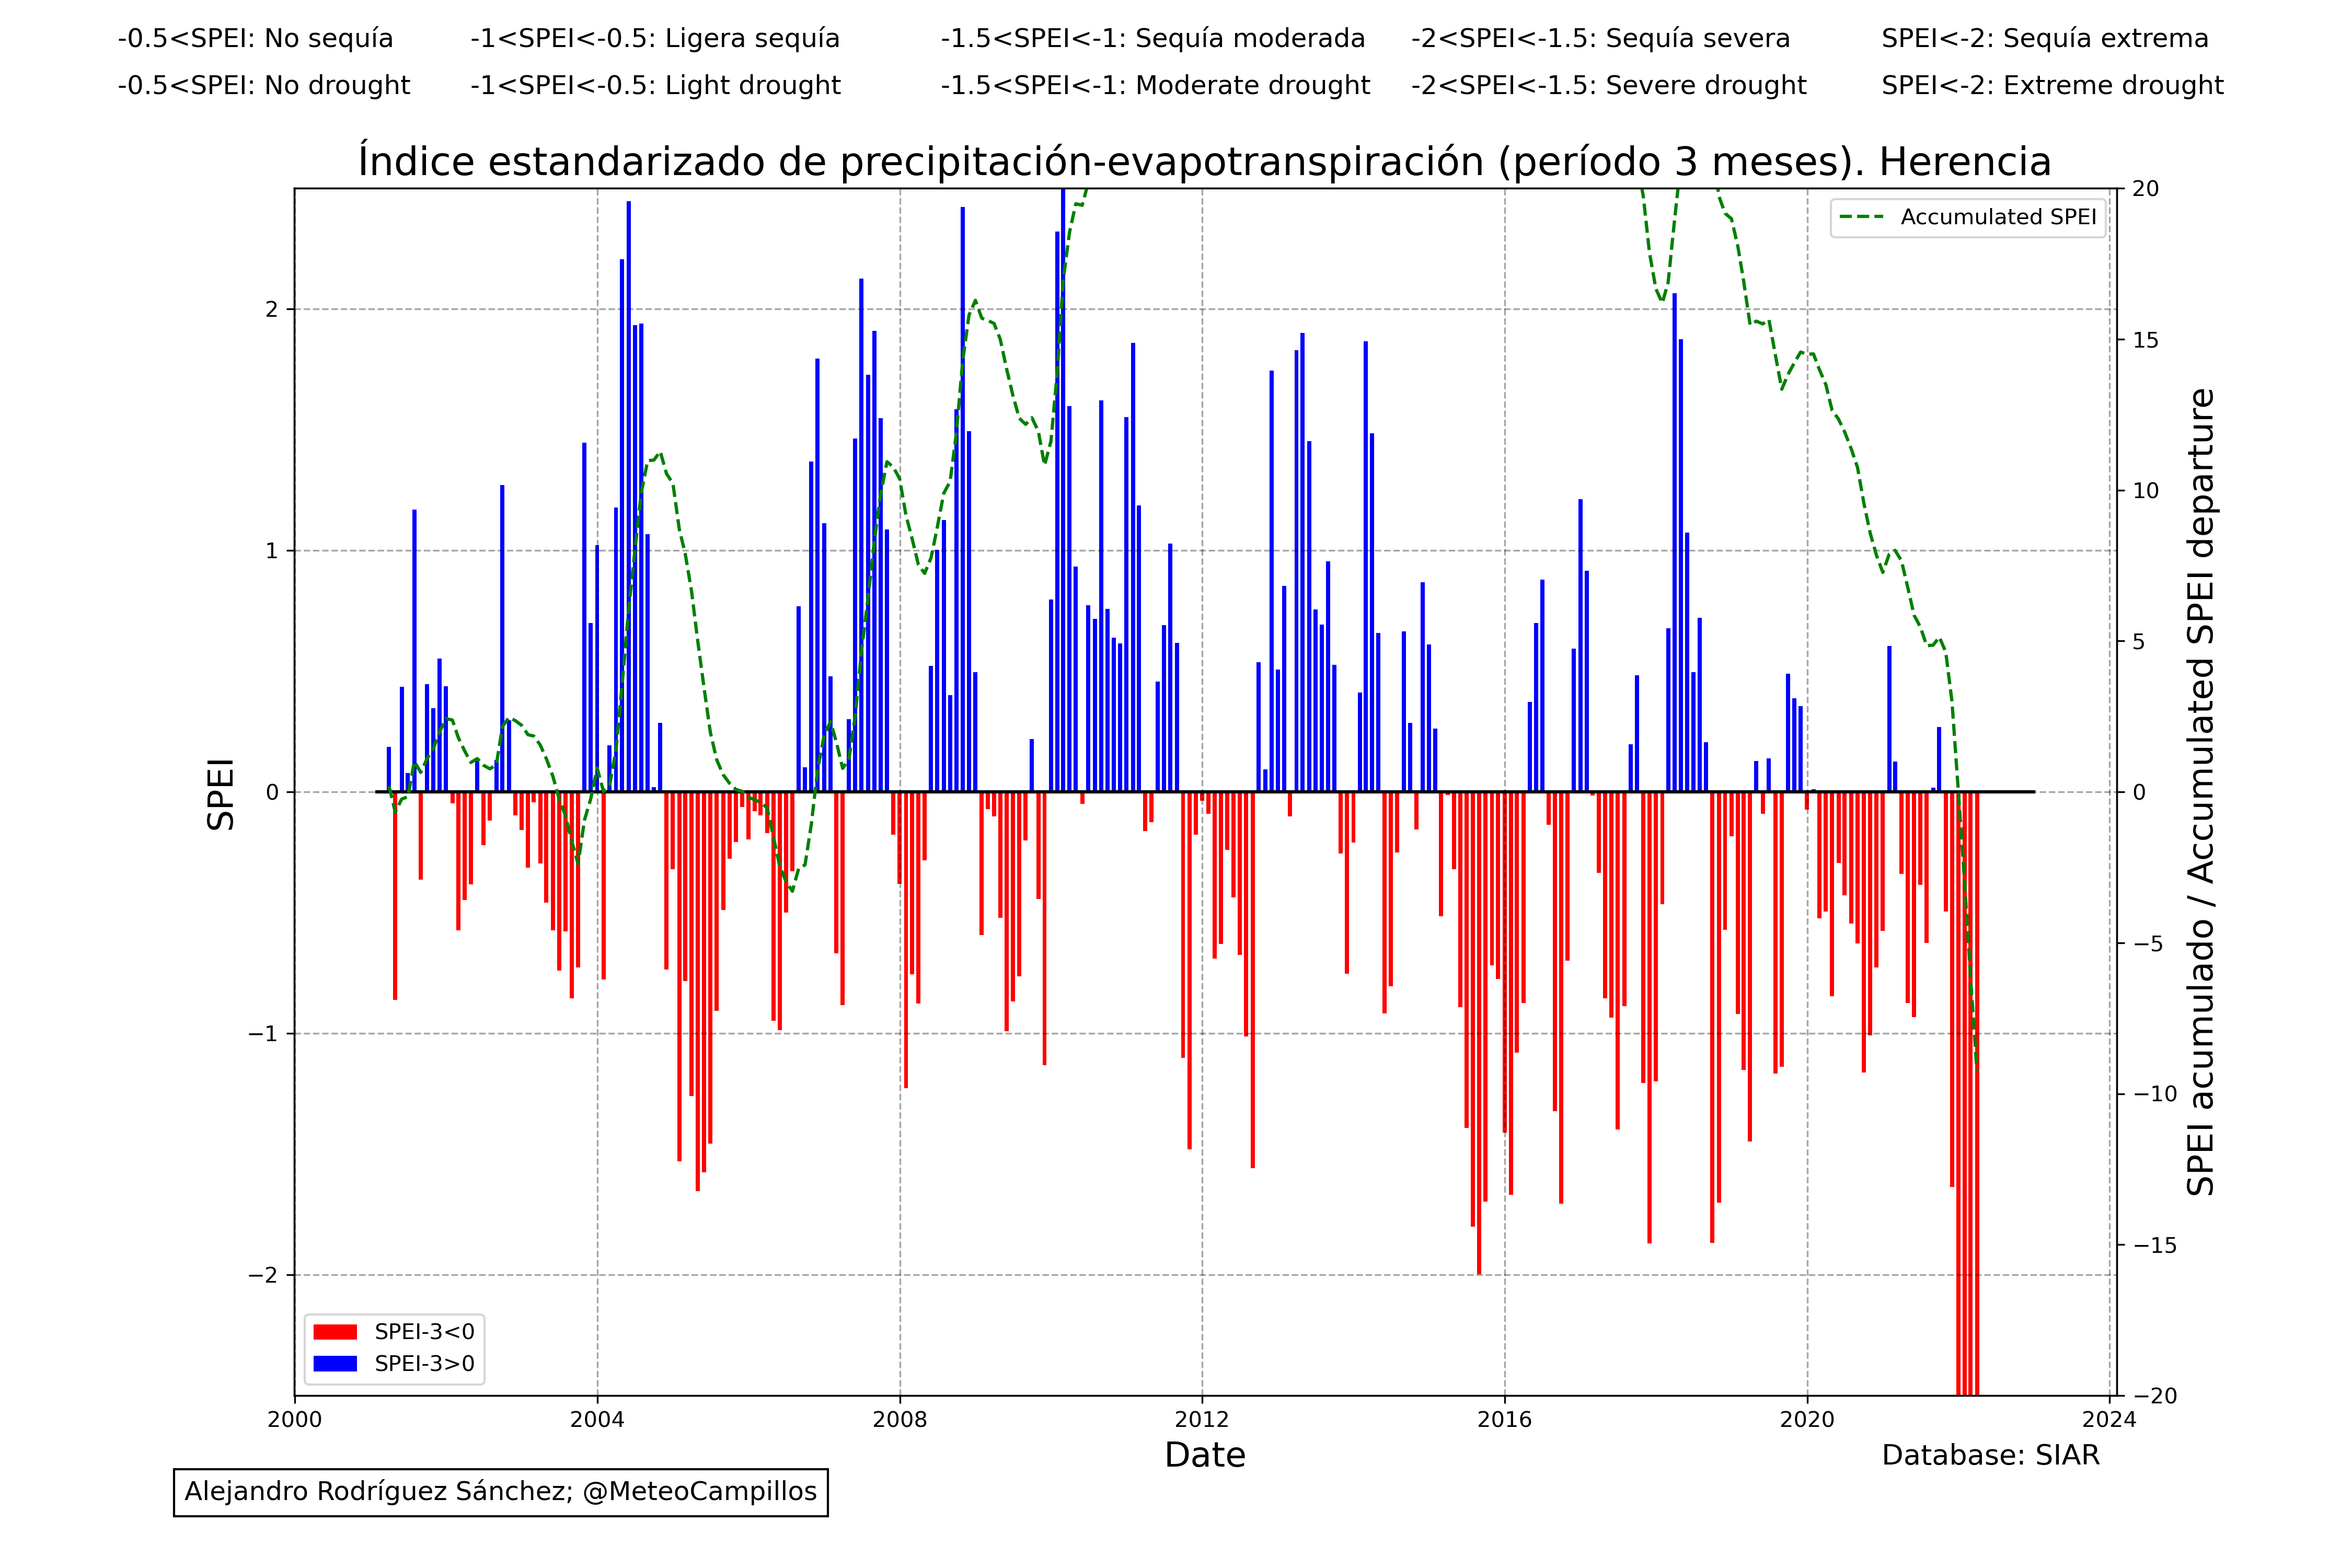 -0.5<SPEI: No sequía -1<SPEI<-0.5: Ligera sequía -1.5<SPEI<-1: Sequía moderada -2<SPEI<-1.5: Sequía severa SPEI<-2: Sequía extrema
-0.5<SPEI: No drought -1<SPEI<-0.5: Light drought -1.5<SPEI<-1: Moderate drought -2<SPEI<-1.5: Severe drought SPEI<-2: Extreme drought
Índice estandarizado de precipitación-evapotranspiración (período 3 meses). Herencia
Accumulated SPEI
SPEI
2
1
0
−1
−2
20
15
10
5
0
−5
−10
−15
−20
SPEI acumulado / Accumulated SPEI departure
SPEI-3<0
SPEI-3>0
2000 2004 2008 2012 2016 2020 2024
Date
Database: SIAR
Alejandro Rodríguez Sánchez; @MeteoCampillos